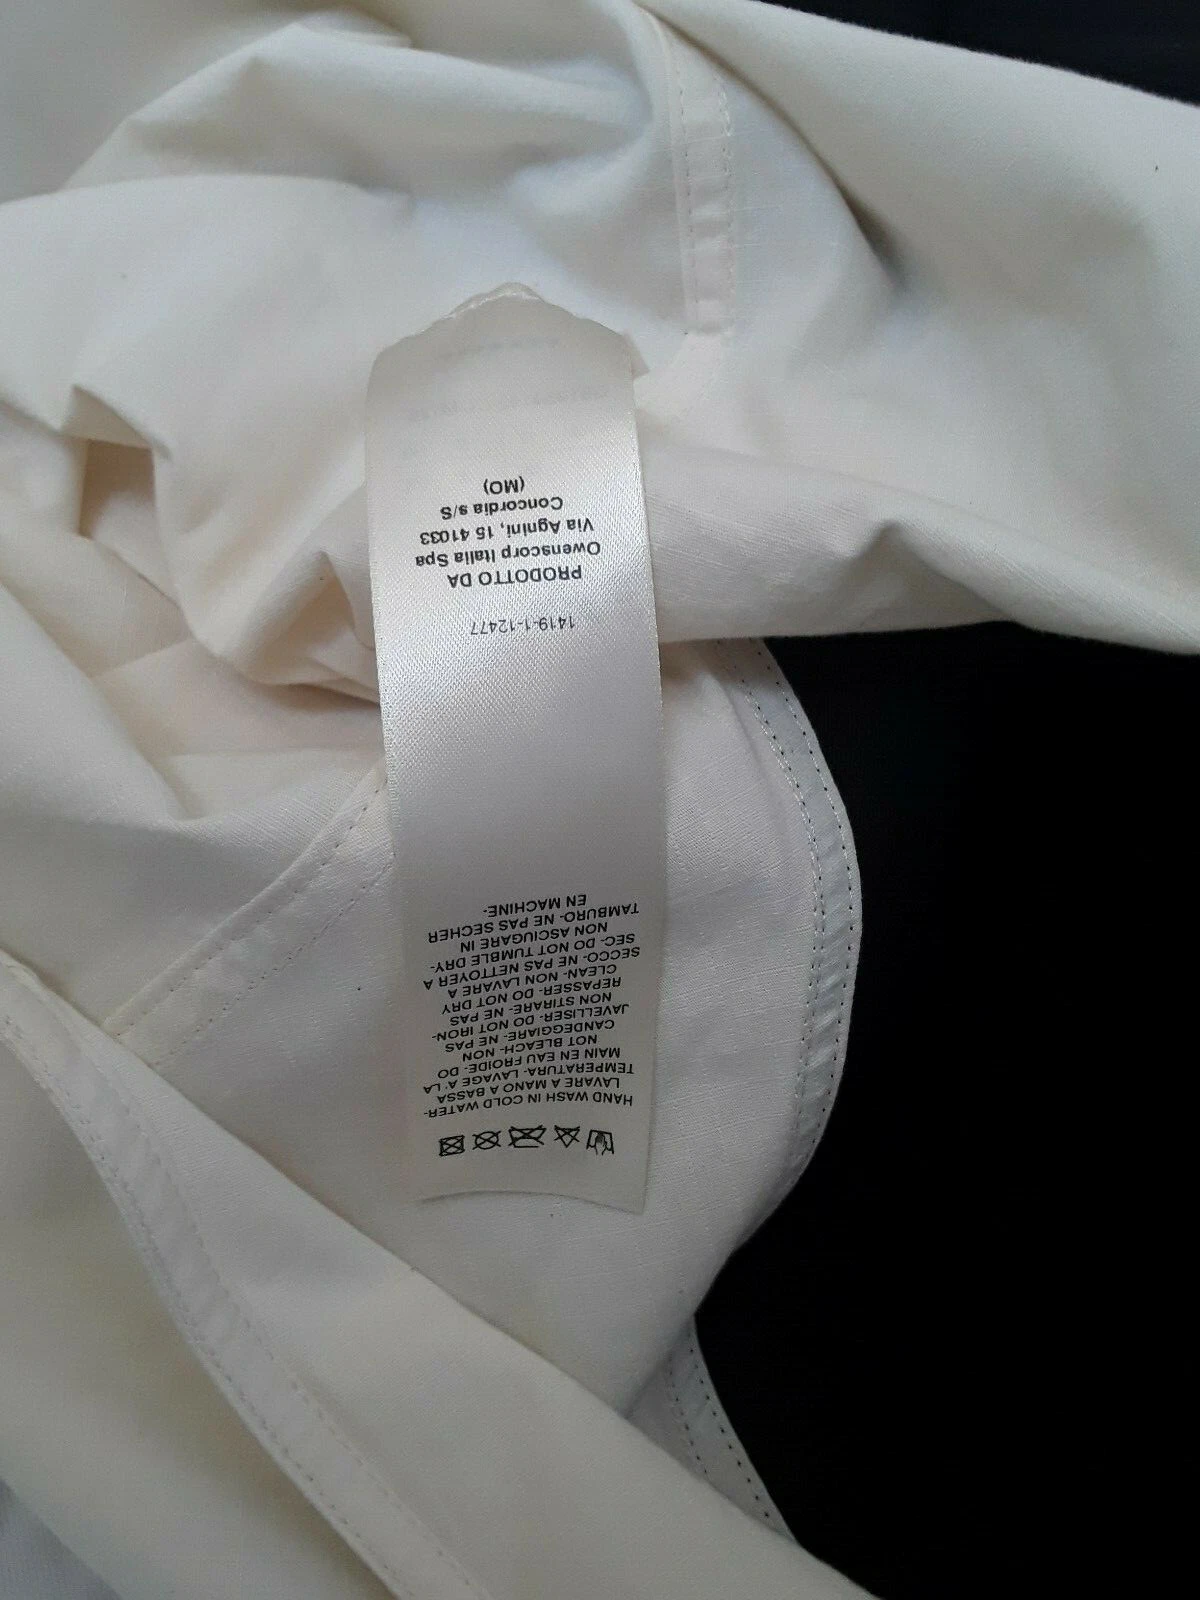 HAND WASH IN COLD WATER-
LAVARE A MANO A BASSA
TEMPERATURA- LAVAGE A' LA
MAIN EN EAU FROIDE- DO
NOT BLEACH- NON
CANDEGGIARE- NE PAS
JAVELLISER- DO NOT IRON-
NON STIRARE- NE PAS
REPASSER- DO NOT DRY
CLEAN- NON LAVARE A
SECCO- NE PAS NETTOYER A
SEC- DO NOT TUMBLE DRY-
NON ASCIUGARE IN
TAMBURO- NE PAS SECHER
EN MACHINE-
1419-1-12477
PRODOTTO DA
Owenscorp Italia Spa
Via Agnini, 15 41033
Concordia s/S
(MO)